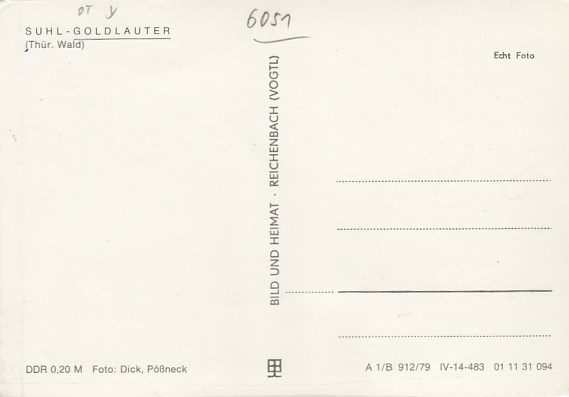 OT y
6051
SUHL-GOLDLAUTER
(Thür. Wald)
Echt Foto
BILD UND HEIMAT · REICHENBACH (VOGTL)
DDR 0,20 M Foto: Dick, Pößneck
A 1/B 912/79 IV-14-483 01 11 31 094